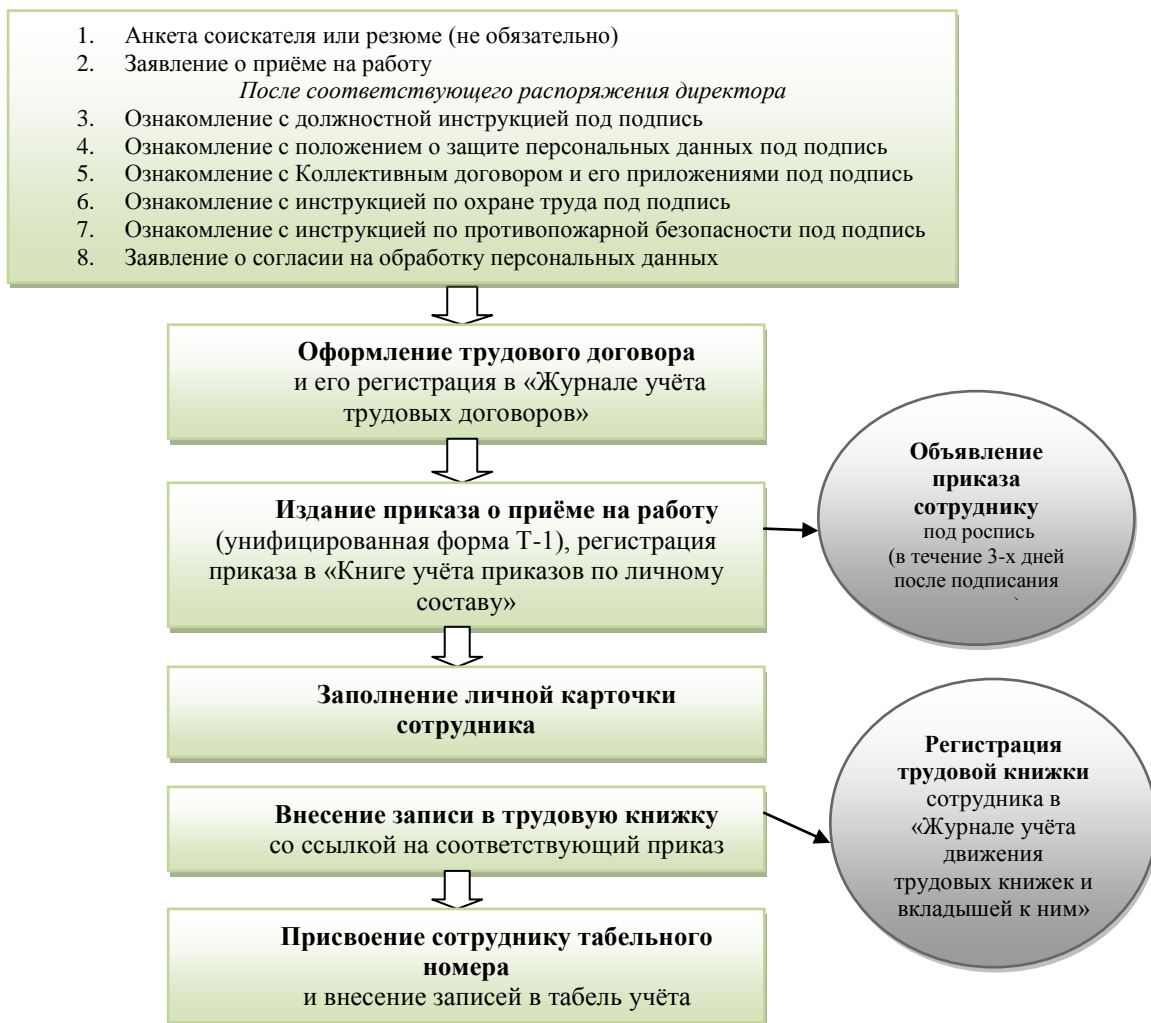 1. Анкета соискателя или резюме (не обязательно)
2. Заявление о приёме на работу
После соответствующего распоряжения директора
3. Ознакомление с должностной инструкцией под подпись
4. Ознакомление с положением о защите персональных данных под подпись
5. Ознакомление с Коллективным договором и его приложениями под подпись
6. Ознакомление с инструкцией по охране труда под подпись
7. Ознакомление с инструкцией по противопожарной безопасности под подпись
8. Заявление о согласии на обработку персональных данных
Оформление трудового договора
и его регистрация в «Журнале учёта
трудовых договоров»
Издание приказа о приёме на работу
(унифицированная форма Т-1), регистрация
приказа в «Книге учёта приказов по личному
составу»
Объявление
приказа
сотруднику
под роспись
(в течение 3-х дней
после подписания
Заполнение личной карточки
сотрудника
Внесение записи в трудовую книжку
со ссылкой на соответствующий приказ
Регистрация
трудовой книжки
сотрудника в
«Журнале учёта
движения
трудовых книжек и
вкладышей к ним»
Присвоение сотруднику табельного
номера
и внесение записей в табель учёта